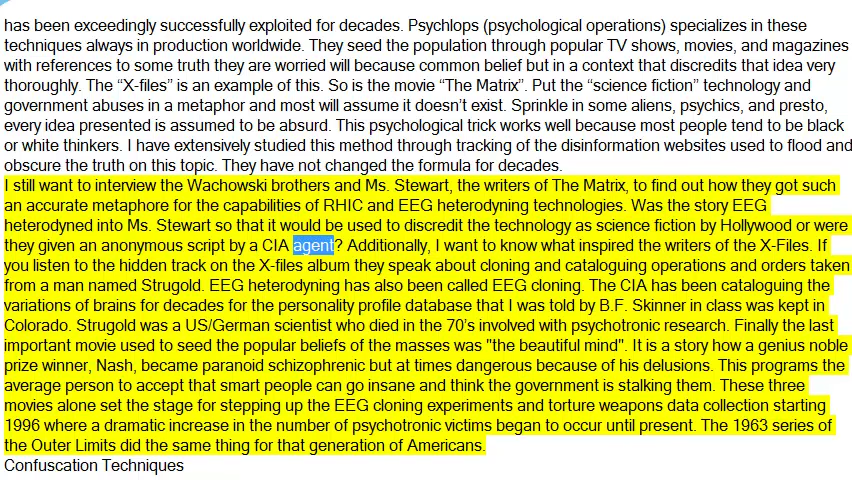 has been exceedingly successfully exploited for decades. Psychlops (psychological operations) specializes in these
techniques always in production worldwide. They seed the population through popular TV shows, movies, and magazines
with references to some truth they are worried will because common belief but in a context that discredits that idea very
thoroughly. The “X-files” is an example of this. So is the movie “The Matrix”. Put the “science fiction” technology and
government abuses in a metaphor and most will assume it doesn’t exist. Sprinkle in some aliens, psychics, and presto,
every idea presented is assumed to be absurd. This psychological trick works well because most people tend to be black
or white thinkers. I have extensively studied this method through tracking of the disinformation websites used to flood and
obscure the truth on this topic. They have not changed the formula for decades.
I still want to interview the Wachowski brothers and Ms. Stewart, the writers of The Matrix, to find out how they got such
an accurate metaphore for the capabilities of RHIC and EEG heterodyning technologies. Was the story EEG
heterodyned into Ms. Stewart so that it would be used to discredit the technology as science fiction by Hollywood or were
they given an anonymous script by a CIA agent? Additionally, I want to know what inspired the writers of the X-Files. If
you listen to the hidden track on the X-files album they speak about cloning and cataloguing operations and orders taken
from a man named Strugold. EEG heterodyning has also been called EEG cloning. The CIA has been cataloguing the
variations of brains for decades for the personality profile database that I was told by B.F. Skinner in class was kept in
Colorado. Strugold was a US/German scientist who died in the 70’s involved with psychotronic research. Finally the last
important movie used to seed the popular beliefs of the masses was "the beautiful mind". It is a story how a genius noble
prize winner, Nash, became paranoid schizophrenic but at times dangerous because of his delusions. This programs the
average person to accept that smart people can go insane and think the government is stalking them. These three
movies alone set the stage for stepping up the EEG cloning experiments and torture weapons data collection starting
1996 where a dramatic increase in the number of psychotronic victims began to occur until present. The 1963 series of
the Outer Limits did the same thing for that generation of Americans.
Confuscation Techniques